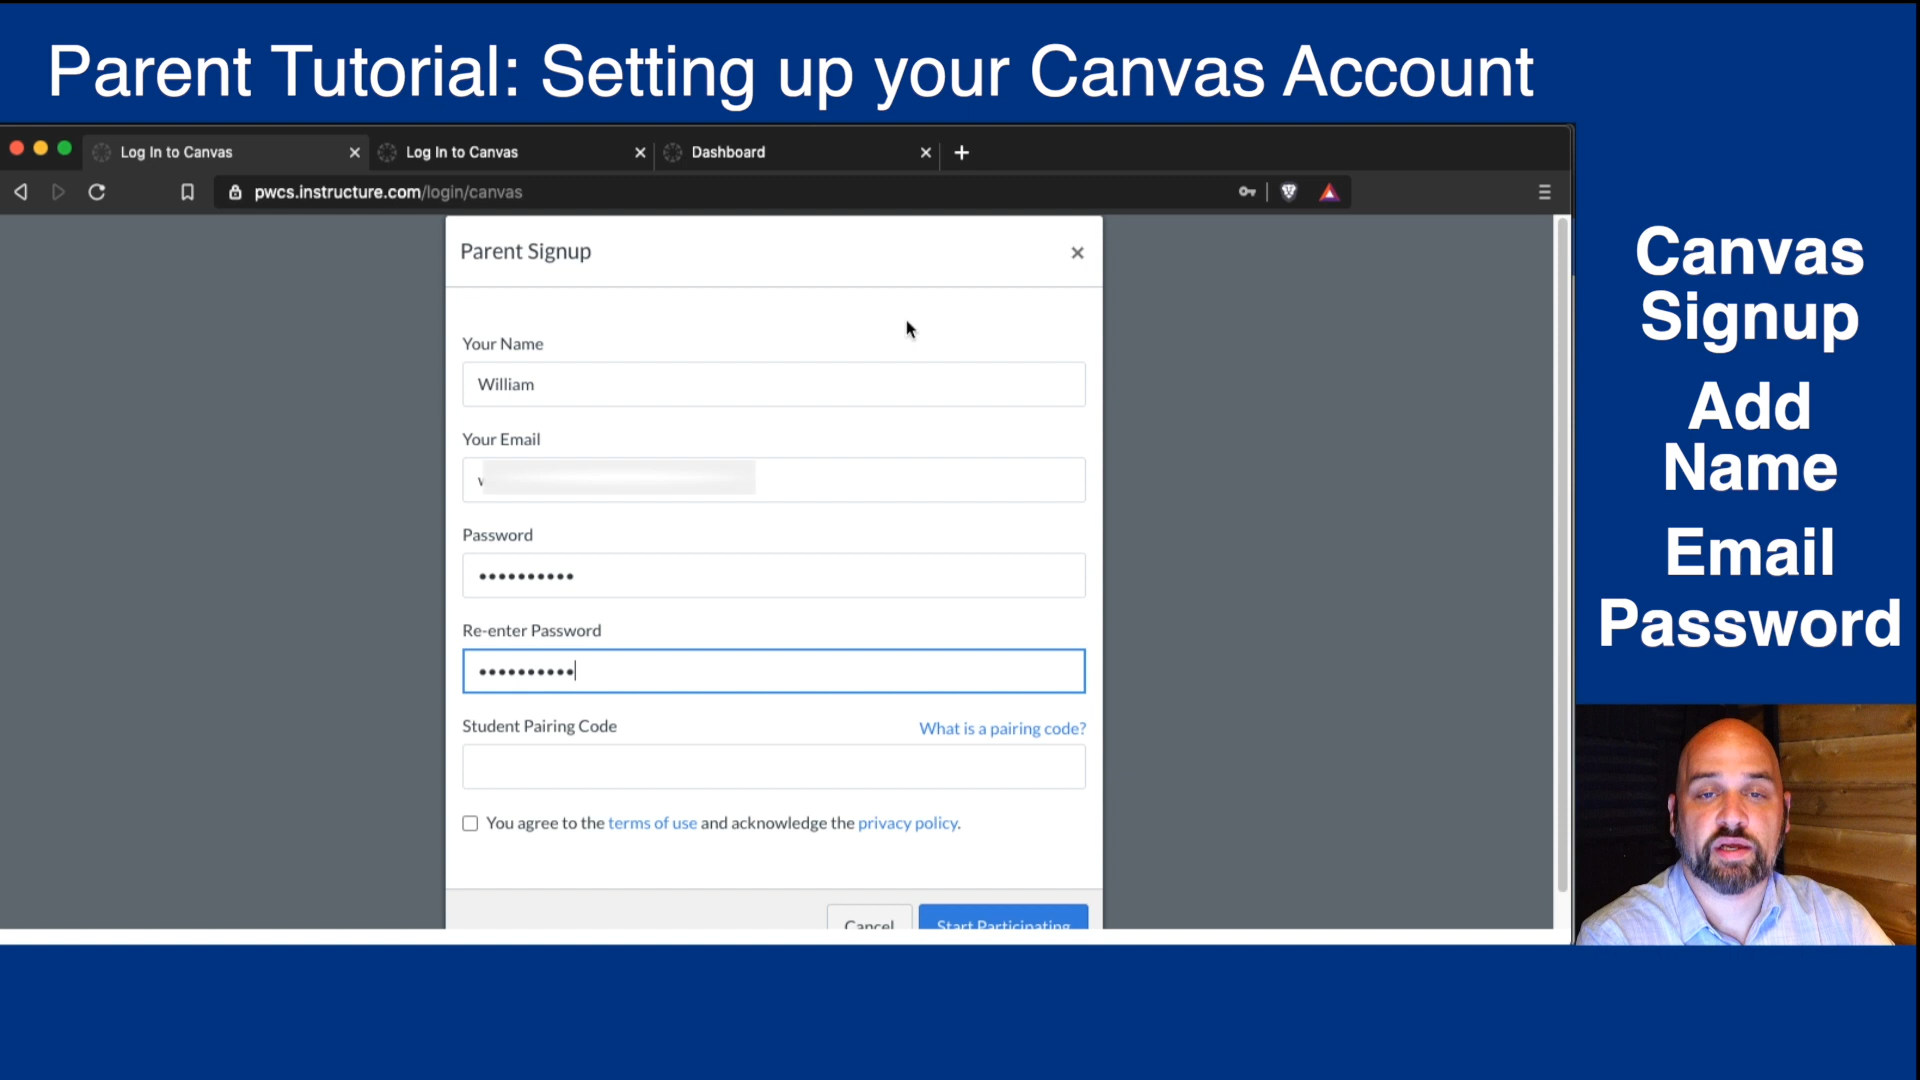 Parent Tutorial: Setting up your Canvas Account
Log In to Canvas
Log In to Canvas
Dashboard
pwcs.instructure.com/login/canvas
Parent Signup
Your Name
William
Your Email
Password
••••••••••
Re-enter Password
••••••••••
Student Pairing Code
What is a pairing code?
You agree to the terms of use and acknowledge the privacy policy.
Cancel
Start Participating
Canvas
Signup
Add
Name
Email
Password